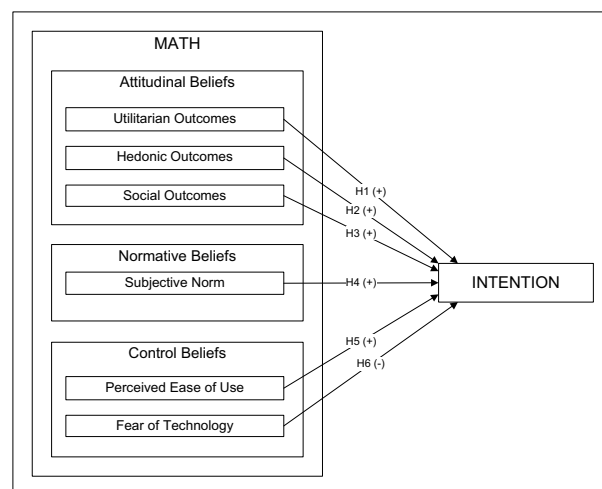 MATH
Attitudinal Beliefs
Utilitarian Outcomes
Hedonic Outcomes
Social Outcomes
Normative Beliefs
Subjective Norm
Control Beliefs
Perceived Ease of Use
Fear of Technology
H1 (+)
H2 (+)
H3 (+)
H4 (+)
H5 (+)
H6 (-)
INTENTION